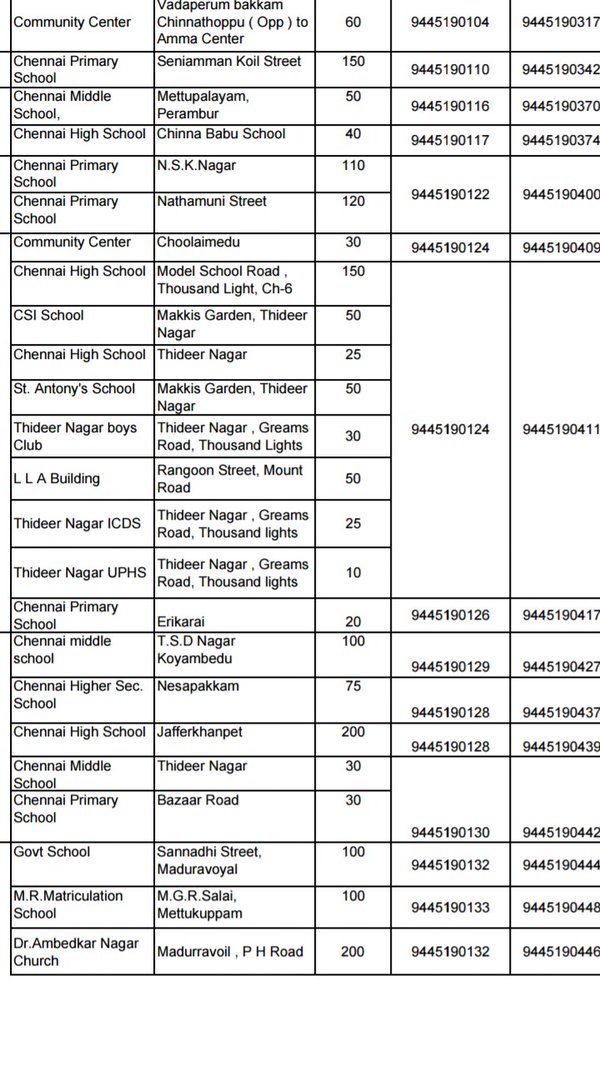 Vadaperum bakkam
Community Center Chinnathoppu ( Opp ) to 60 9445190104 9445190317
Amma Center
Chennai Primary Seniamman Koil Street 150 9445190110 9445190342
School
Chennai Middle Mettupalayam, 50 9445190116 9445190370
School, Perambur
Chennai High School Chinna Babu School 40 9445190117 9445190374
Chennai Primary N.S.K.Nagar 110
School
9445190122 9445190400
Chennai Primary Nathamuni Street 120
School
Community Center Choolaimedu 30 9445190124 9445190409
Chennai High School Model School Road , 150
Thousand Light, Ch-6
CSI School Makkis Garden, Thideer 50
Nagar
Chennai High School Thideer Nagar 25
St. Antony's School Makkis Garden, Thideer 50
Nagar
Thideer Nagar boys Thideer Nagar , Greams 30 9445190124 9445190411
Club Road, Thousand Lights
L L A Building Rangoon Street, Mount 50
Road
Thideer Nagar ICDS Thideer Nagar , Greams 25
Road, Thousand lights
Thideer Nagar UPHS Thideer Nagar , Greams 10
Road, Thousand lights
Chennai Primary Erikarai 20 9445190126 9445190417
School
Chennai middle T.S.D Nagar 100 9445190129 9445190427
school Koyambedu
Chennai Higher Sec. Nesapakkam 75 9445190128 9445190437
School
Chennai High School Jafferkhanpet 200 9445190128 9445190439
Chennai Middle Thideer Nagar 30
School
Chennai Primary Bazaar Road 30
School
9445190130 9445190442
Govt School Sannadhi Street, 100 9445190132 9445190444
Maduravoyal
M.R.Matriculation M.G.R.Salai, 100 9445190133 9445190448
School Mettukuppam
Dr.Ambedkar Nagar Madurravoil , P H Road 200 9445190132 9445190446
Church